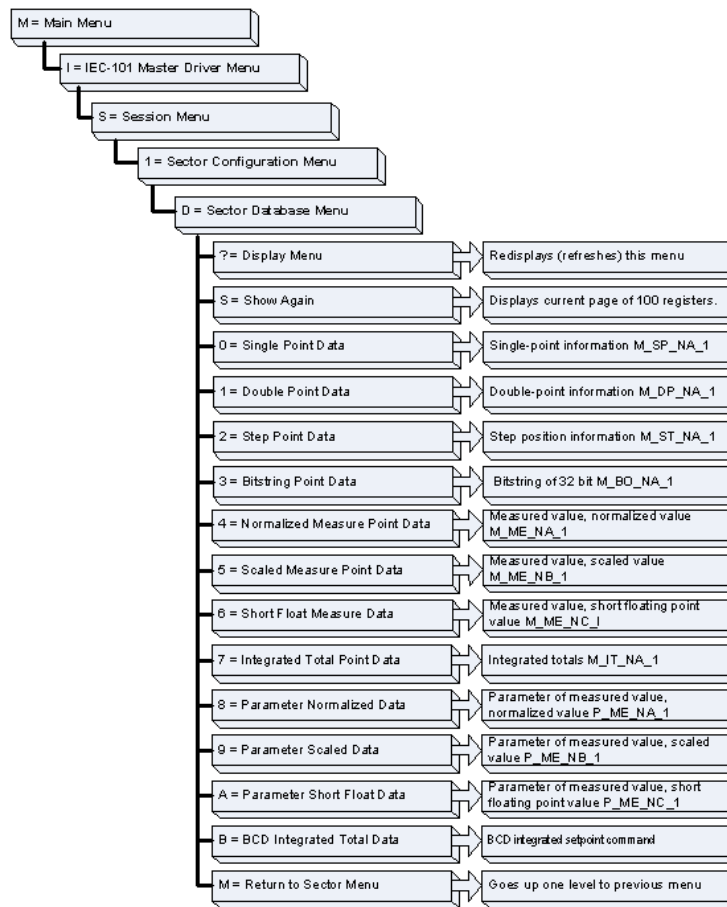 M = Main Menu
I = IEC-101 Master Driver Menu
S = Session Menu
1 = Sector Configuration Menu
D = Sector Database Menu
? = Display Menu
Redisplays (refreshes) this menu
S = Show Again
Displays current page of 100 registers.
0 = Single Point Data
Single-point information M_SP_NA_1
1 = Double Point Data
Double-point information M_DP_NA_1
2 = Step Point Data
Step position information M_ST_NA_1
3 = Bitstring Point Data
Bitstring of 32 bit M_BO_NA_1
4 = Normalized Measure Point Data
Measured value, normalized value
M_ME_NA_1
5 = Scaled Measure Point Data
Measured value, scaled value
M_ME_NB_1
6 = Short Float Measure Data
Measured value, short floating point
value M_ME_NC_I
7 = Integrated Total Point Data
Integrated totals M_IT_NA_1
8 = Parameter Normalized Data
Parameter of measured value,
normalized value P_ME_NA_1
9 = Parameter Scaled Data
Parameter of measured value, scaled
value P_ME_NB_1
A = Parameter Short Float Data
Parameter of measured value, short
floating point value P_ME_NC_1
B = BCD Integrated Total Data
BCD integrated setpoint command
M = Return to Sector Menu
Goes up one level to previous menu